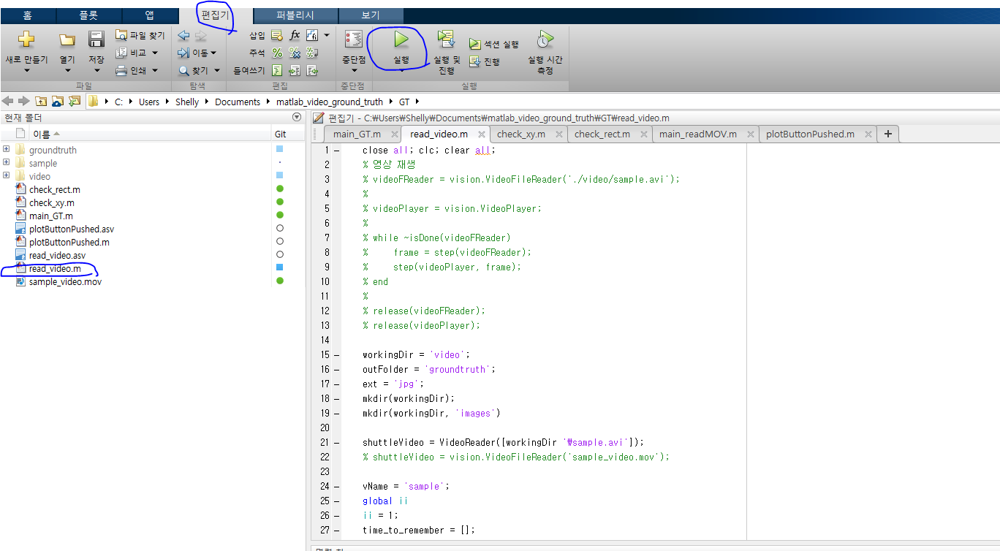 홈 플롯 앱 편집기 퍼블리시 보기
새로 만들기 열기 저장 파일 찾기 비교 인쇄
파일
이동 찾기
탐색
삽입 fx fi
주석
들여쓰기
편집
중단점
중단점
실행 실행 및 진행 섹션 실행 진행 실행 시간 측정
실행
C: Users Shelly Documents matlab_video_ground_truth GT
현재 폴더
이름 Git
groundtruth
sample
video
check_rect.m
check_xy.m
main_GT.m
plotButtonPushed.asv
plotButtonPushed.m
read_video.asv
read_video.m
sample_video.mov
편집기 - C:₩Users₩Shelly₩Documents₩matlab_video_ground_truth₩GT₩read_video.m
main_GT.m read_video.m check_xy.m check_rect.m main_readMOV.m plotButtonPushed.m +
1 – close all; clc; clear all;
2 % 영상 재생
3 % videoFReader = vision.VideoFileReader('./video/sample.avi');
4 %
5 % videoPlayer = vision.VideoPlayer;
6 %
7 % while ~isDone(videoFReader)
8 % frame = step(videoFReader);
9 % step(videoPlayer, frame);
10 % end
11 %
12 % release(videoFReader);
13 % release(videoPlayer);
14
15 – workingDir = 'video';
16 – outFolder = 'groundtruth';
17 – ext = 'jpg';
18 – mkdir(workingDir);
19 – mkdir(workingDir, 'images')
20
21 – shuttleVideo = VideoReader([workingDir '₩sample.avi']);
22 % shuttleVideo = vision.VideoFileReader('sample_video.mov');
23
24 – vName = 'sample';
25 – global ii
26 – ii = 1;
27 – time_to_remember = [];